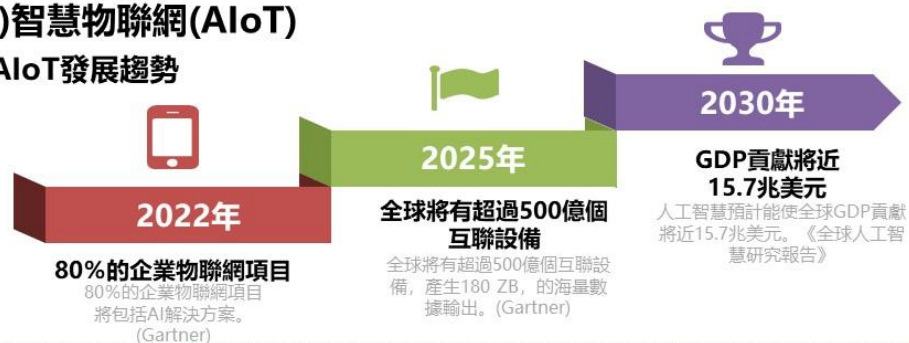 )智慧物聯網(AIoT)
AIoT發展趨勢
2022年
80%的企業物聯網項目
80%的企業物聯網項目
將包括AI解決方案。
(Gartner)
2025年
全球將有超過500億個
互聯設備
全球將有超過500億個互聯設
備，產生180 ZB，的海量數
據輸出。(Gartner)
2030年
GDP貢獻將近
15.7兆美元
人工智慧預計能使全球GDP貢獻
將近15.7兆美元。《全球人工智
慧研究報告》